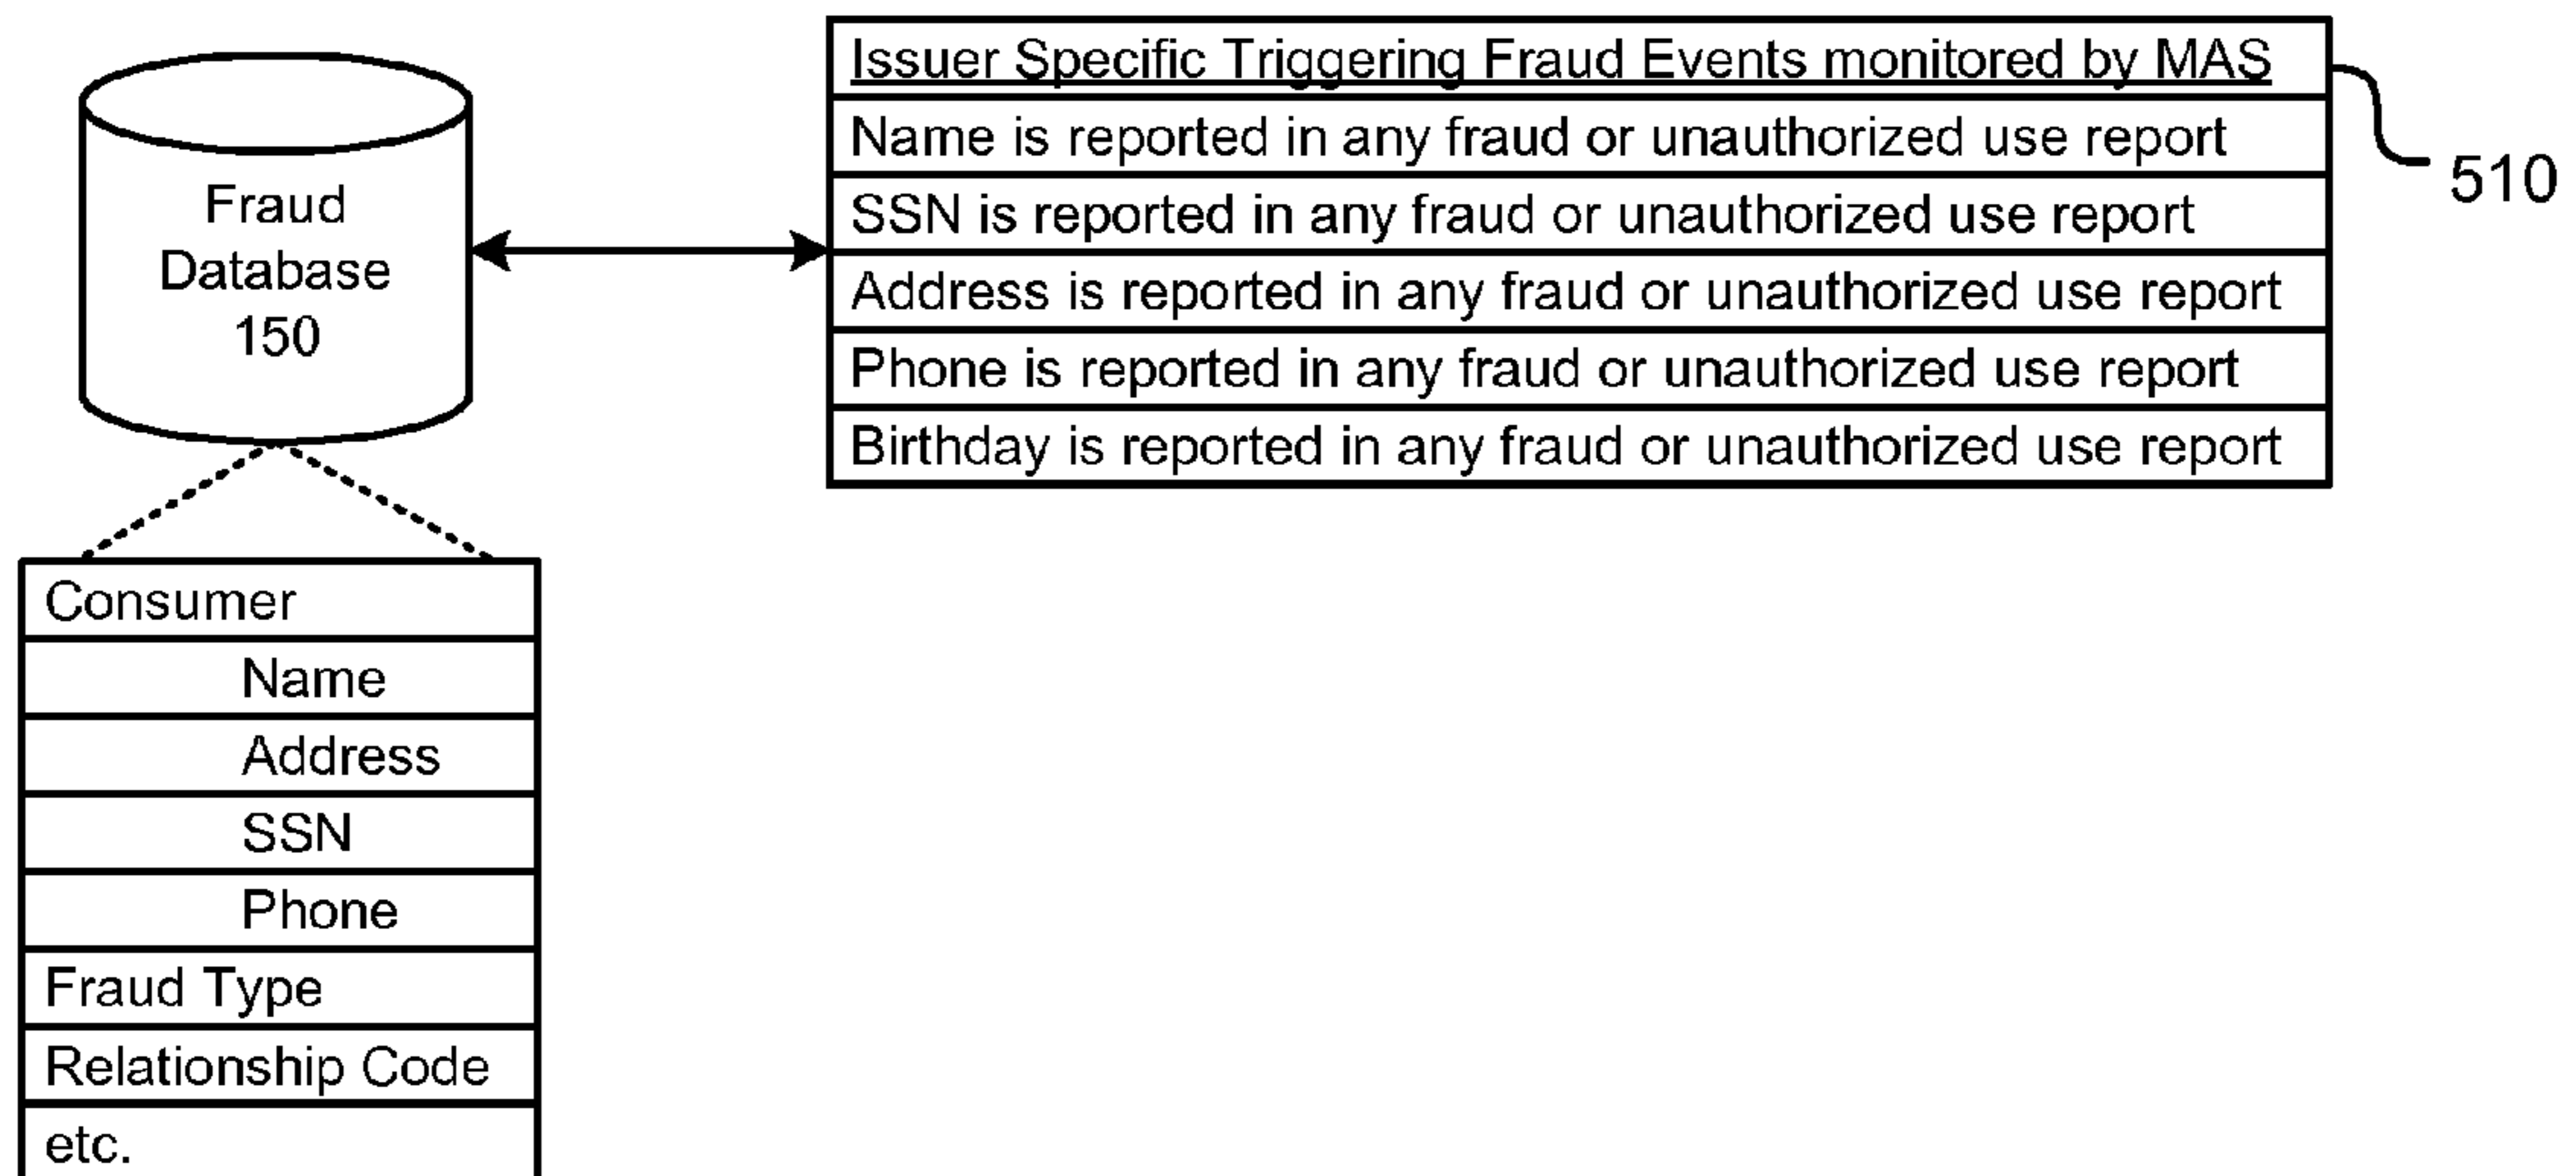 Fraud
Database
150
Issuer Specific Triggering Fraud Events monitored by MAS
Name is reported in any fraud or unauthorized use report
SSN is reported in any fraud or unauthorized use report
Address is reported in any fraud or unauthorized use report
Phone is reported in any fraud or unauthorized use report
Birthday is reported in any fraud or unauthorized use report
510
Consumer
Name
Address
SSN
Phone
Fraud Type
Relationship Code
etc.